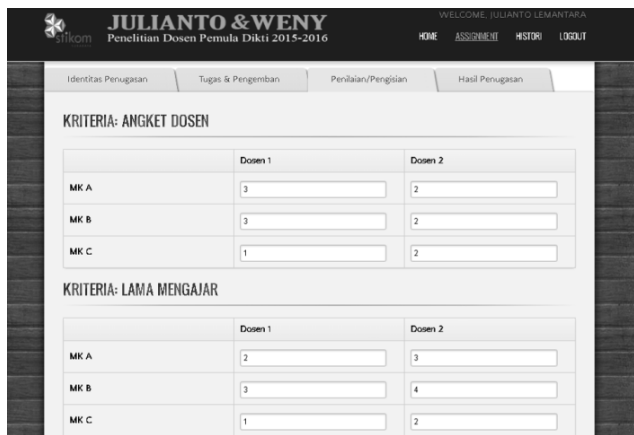 WELCOME, JULIANTO LEMANTARA
stikom
JULIANTO & WENY
Penelitian Dosen Pemula Dikti 2015-2016
HOME ASSIGNMENT HISTORI LOGOUT
Identitas Penugasan Tugas & Pengemban Penilaian/Pengisian Hasil Penugasan
KRITERIA: ANGKET DOSEN
Dosen 1 Dosen 2
MK A 3 2
MK B 3 2
MK C 1 2
KRITERIA: LAMA MENGAJAR
Dosen 1 Dosen 2
MK A 2 3
MK B 3 4
MK C 1 2